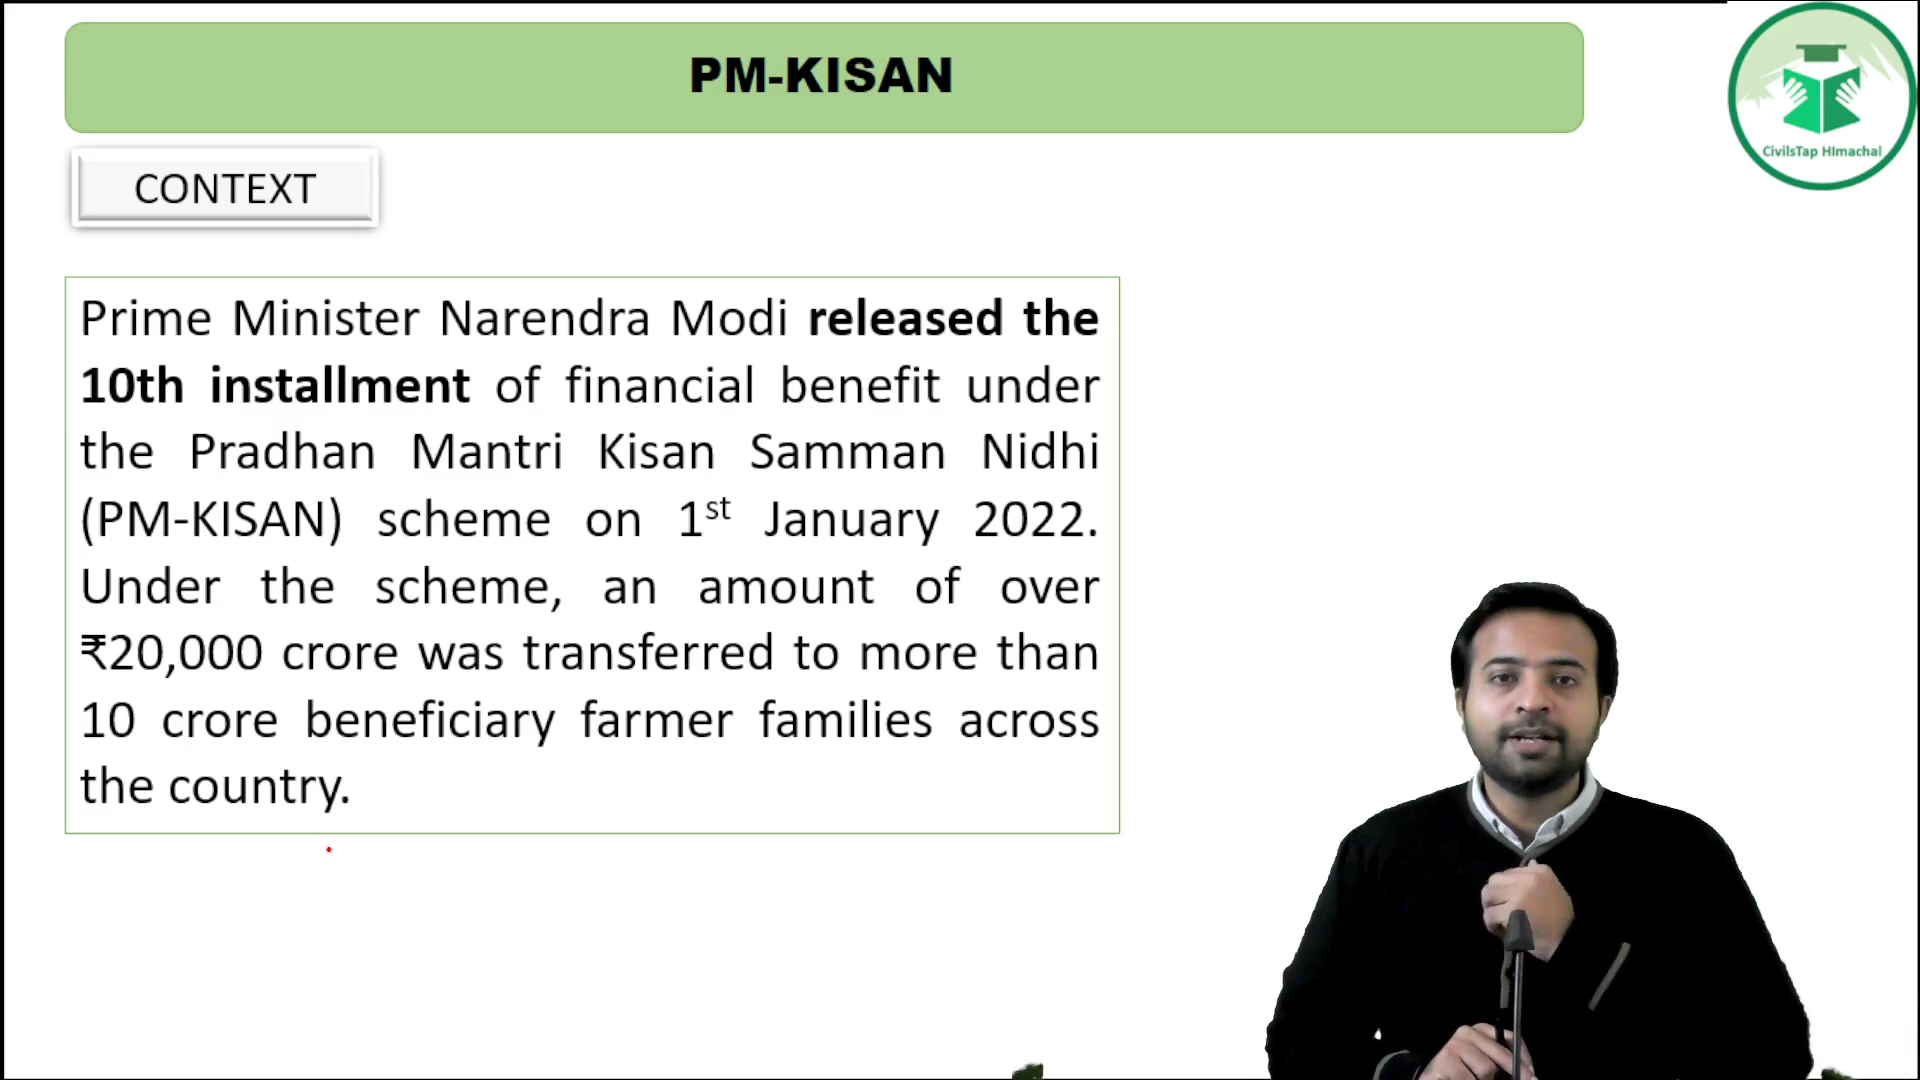 PM-KISAN
CivilsTap HImachal
CONTEXT
Prime Minister Narendra Modi released the
10th installment of financial benefit under
the Pradhan Mantri Kisan Samman Nidhi
(PM-KISAN) scheme on 1st January 2022.
Under the scheme, an amount of over
₹20,000 crore was transferred to more than
10 crore beneficiary farmer families across
the country.